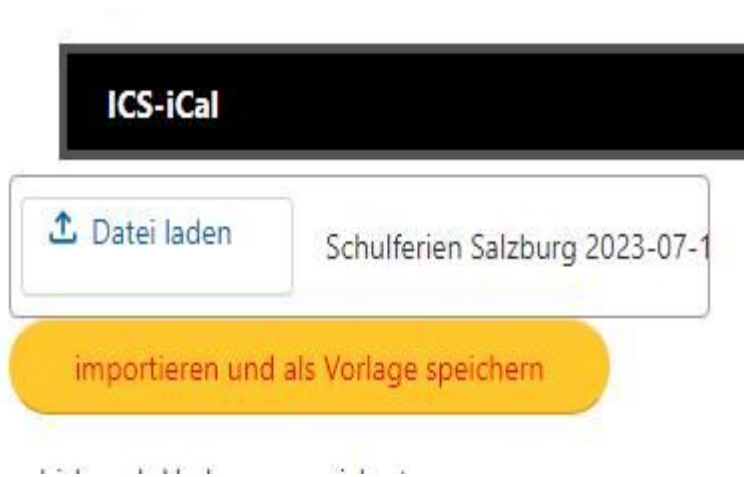 ICS-iCal
Datei laden
Schulferien Salzburg 2023-07-1
importieren und als Vorlage speichern